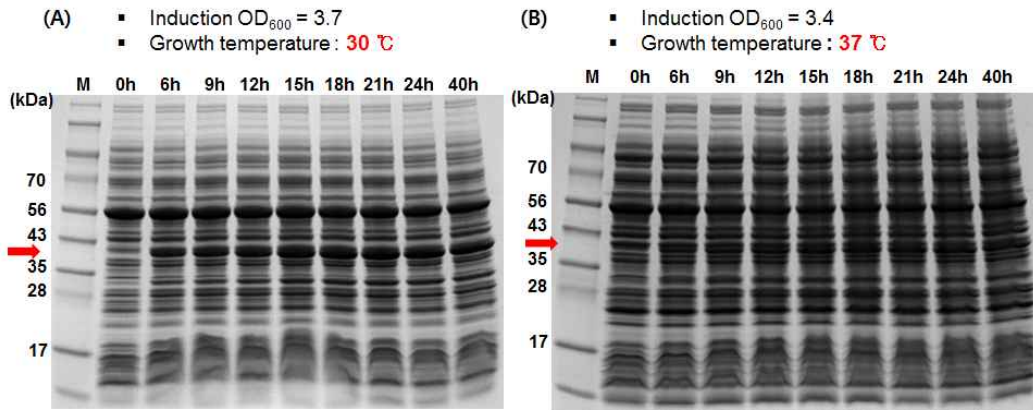 (A)
▪ Induction OD600 = 3.7
▪ Growth temperature : 30 ℃
M 0h 6h 9h 12h 15h 18h 21h 24h 40h
(kDa)
70
56
43
35
28
17
(B)
▪ Induction OD600 = 3.4
▪ Growth temperature : 37 ℃
M 0h 6h 9h 12h 15h 18h 21h 24h 40h
(kDa)
70
56
43
35
28
17